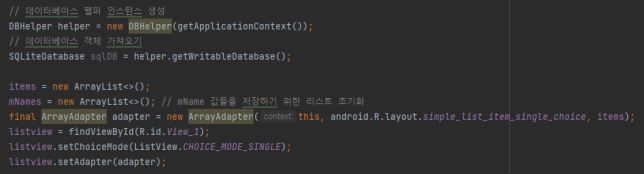 // 데이터베이스 헬퍼 인스턴스 생성
DBHelper helper = new DBHelper(getApplicationContext());
// 데이터베이스 객체 가져오기
SQLiteDatabase sqlDB = helper.getWritableDatabase();
items = new ArrayList<>();
mNames = new ArrayList<>(); // mName 값들을 저장하기 위한 리스트 초기화
final ArrayAdapter adapter = new ArrayAdapter( context this, android.R.layout.simple_list_item_single_choice, items);
listview = findViewById(R.id.View_1);
listview.setChoiceMode(ListView.CHOICE_MODE_SINGLE);
listview.setAdapter(adapter);